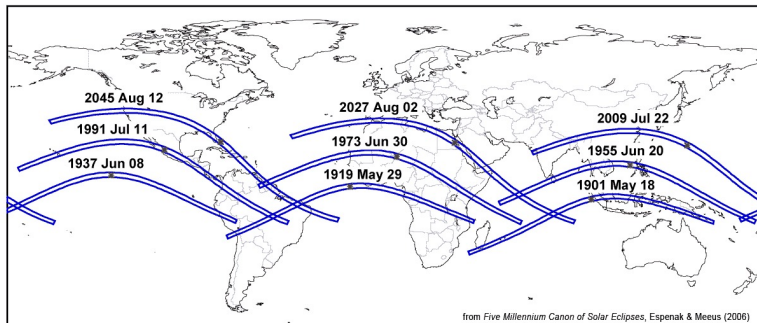 2045 Aug 12
1991 Jul 11
1937 Jun 08
2027 Aug 02
1973 Jun 30
1919 May 29
2009 Jul 22
1955 Jun 20
1901 May 18
from Five Millennium Canon of Solar Eclipses, Espenak & Meeus (2006)